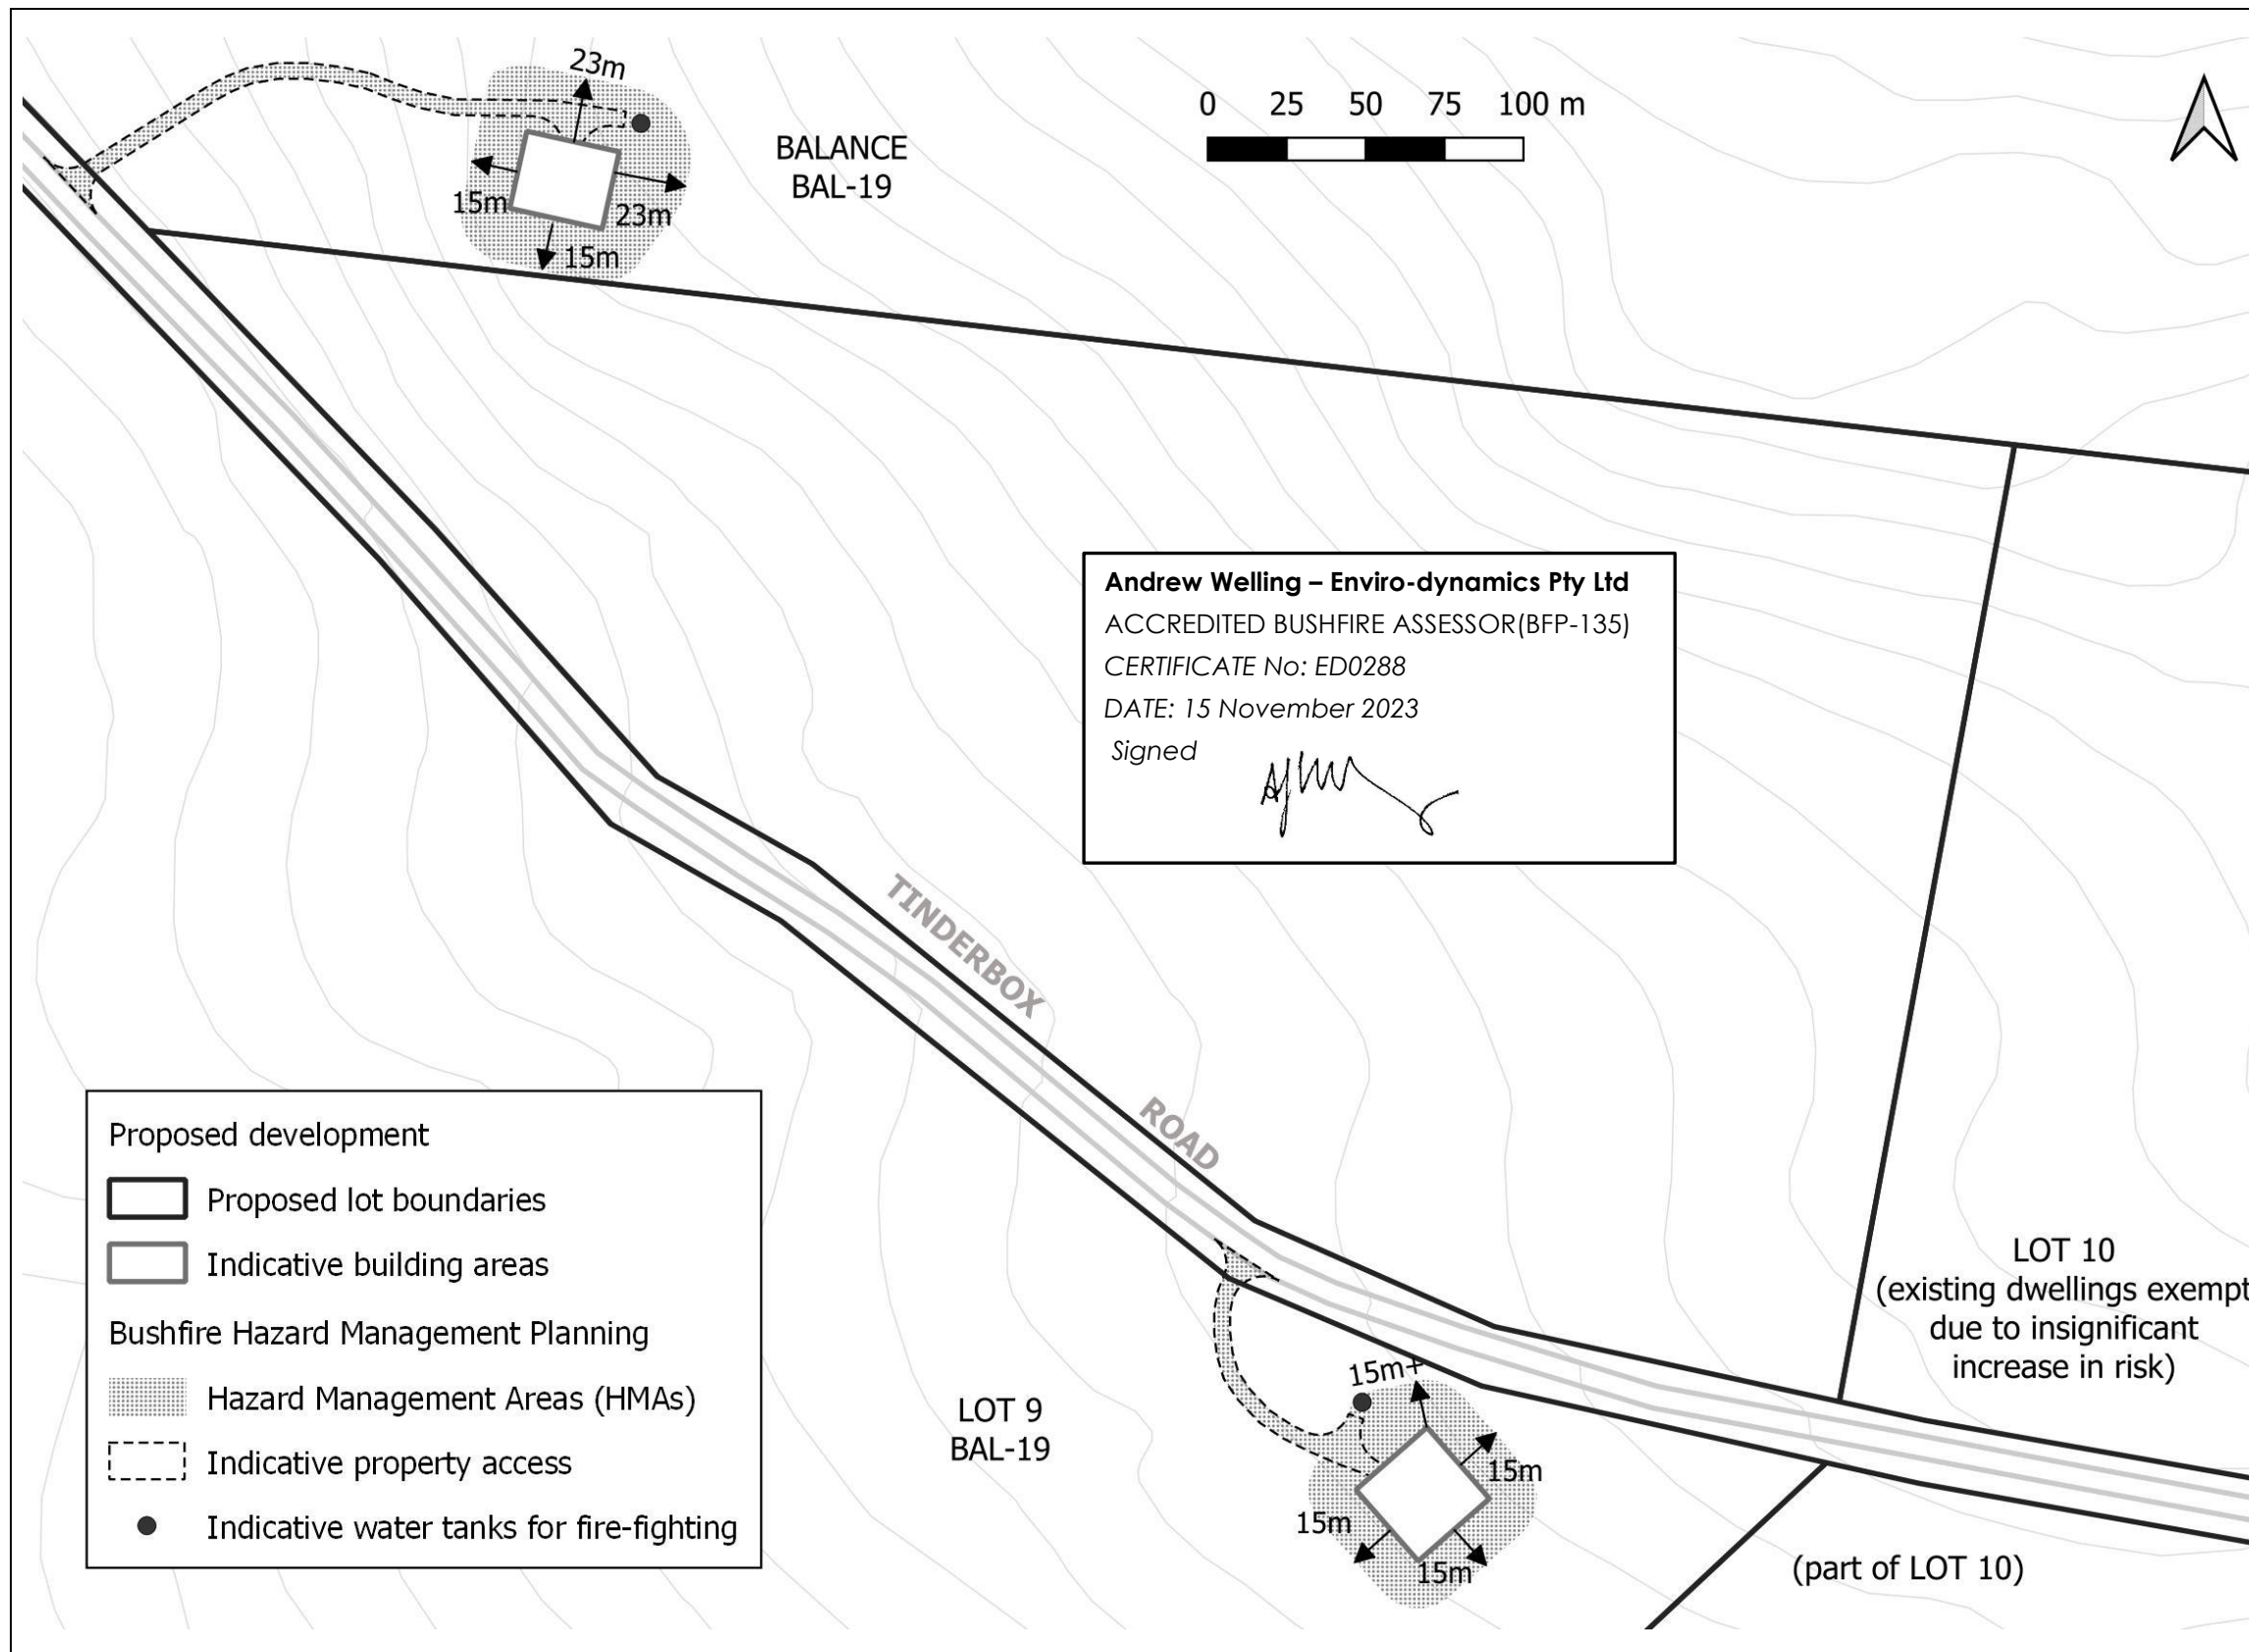 23m
0 25 50 75 100 m
BALANCE
BAL-19
15m
23m
15m
Andrew Welling – Enviro-dynamics Pty Ltd
ACCREDITED BUSHFIRE ASSESSOR(BFP-135)
CERTIFICATE No: ED0288
DATE: 15 November 2023
Signed
TINDERBOX
ROAD
Proposed development
Proposed lot boundaries
Indicative building areas
Bushfire Hazard Management Planning
Hazard Management Areas (HMAs)
Indicative property access
Indicative water tanks for fire-fighting
LOT 9
BAL-19
15m+
15m
15m
15m
LOT 10
(existing dwellings exempt
due to insignificant
increase in risk)
(part of LOT 10)